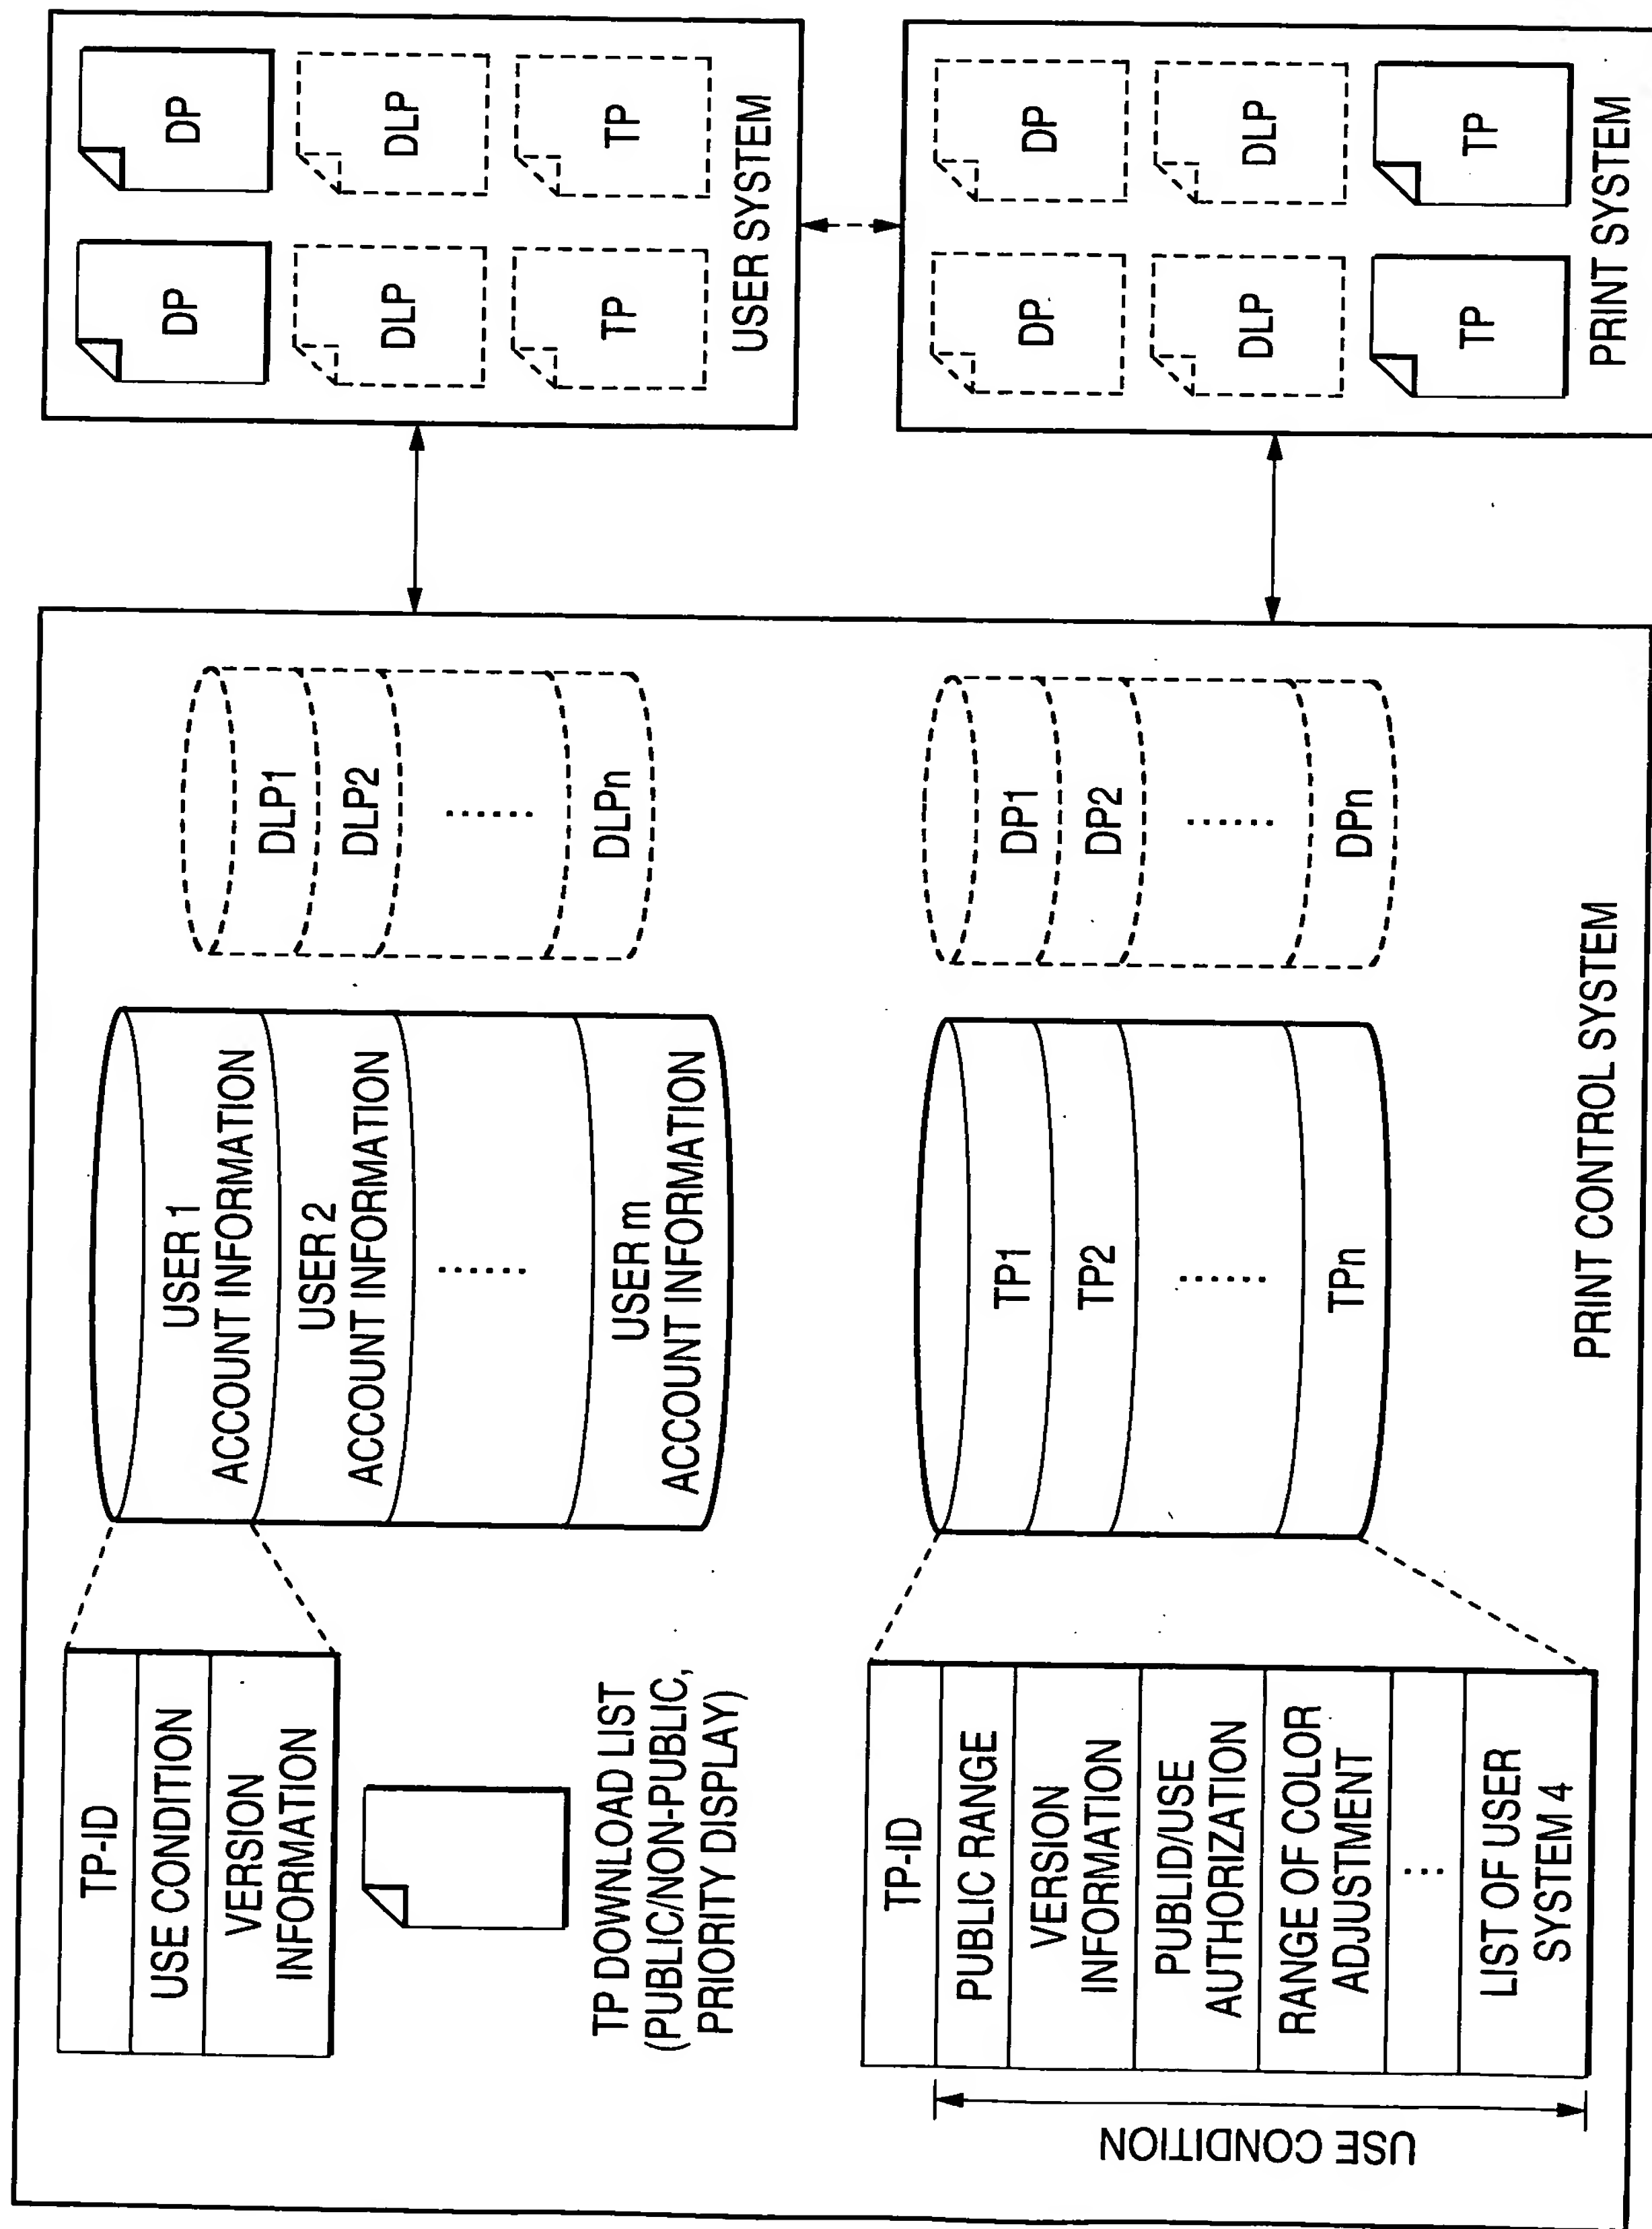 TP-ID
USE CONDITION
VERSION
INFORMATION
TP DOWNLOAD LIST
(PUBLIC/NON-PUBLIC,
PRIORITY DISPLAY)
USER 1
ACCOUNT INFORMATION
USER 2
ACCOUNT INFORMATION
......
USER m
ACCOUNT INFORMATION
DLP1
DLP2
......
DLPn
USE CONDITION
TP-ID
PUBLIC RANGE
VERSION
INFORMATION
PUBLID/USE
AUTHORIZATION
RANGE OF COLOR
ADJUSTMENT
...
LIST OF USER
SYSTEM 4
TP1
TP2
......
TPn
DP1
DP2
......
DPn
PRINT CONTROL SYSTEM
DP
DP
DLP
DLP
TP
TP
USER SYSTEM
DP
DP
DLP
DLP
TP
TP
PRINT SYSTEM